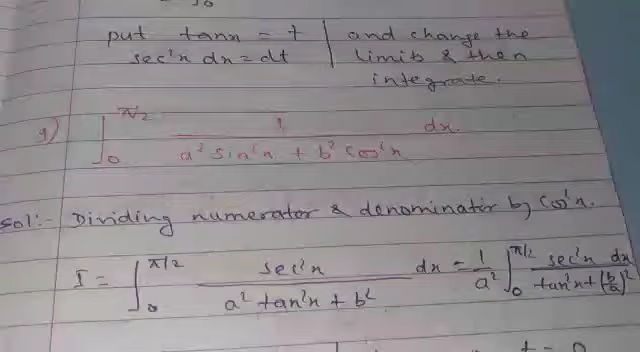 put tanx = t | and change the
sec²x dx = dt | limits & then
integrate.
9) ∫₀^π/2 1 / (a² sin²x + b² cos²x) dx.
Sol:- Dividing numerator & denominator by cos²x.
I = ∫₀^π/2 sec²x / (a² tan²x + b²) dx = 1/a² ∫₀^π/2 sec²x dx / (tan²x + (b/a)²)